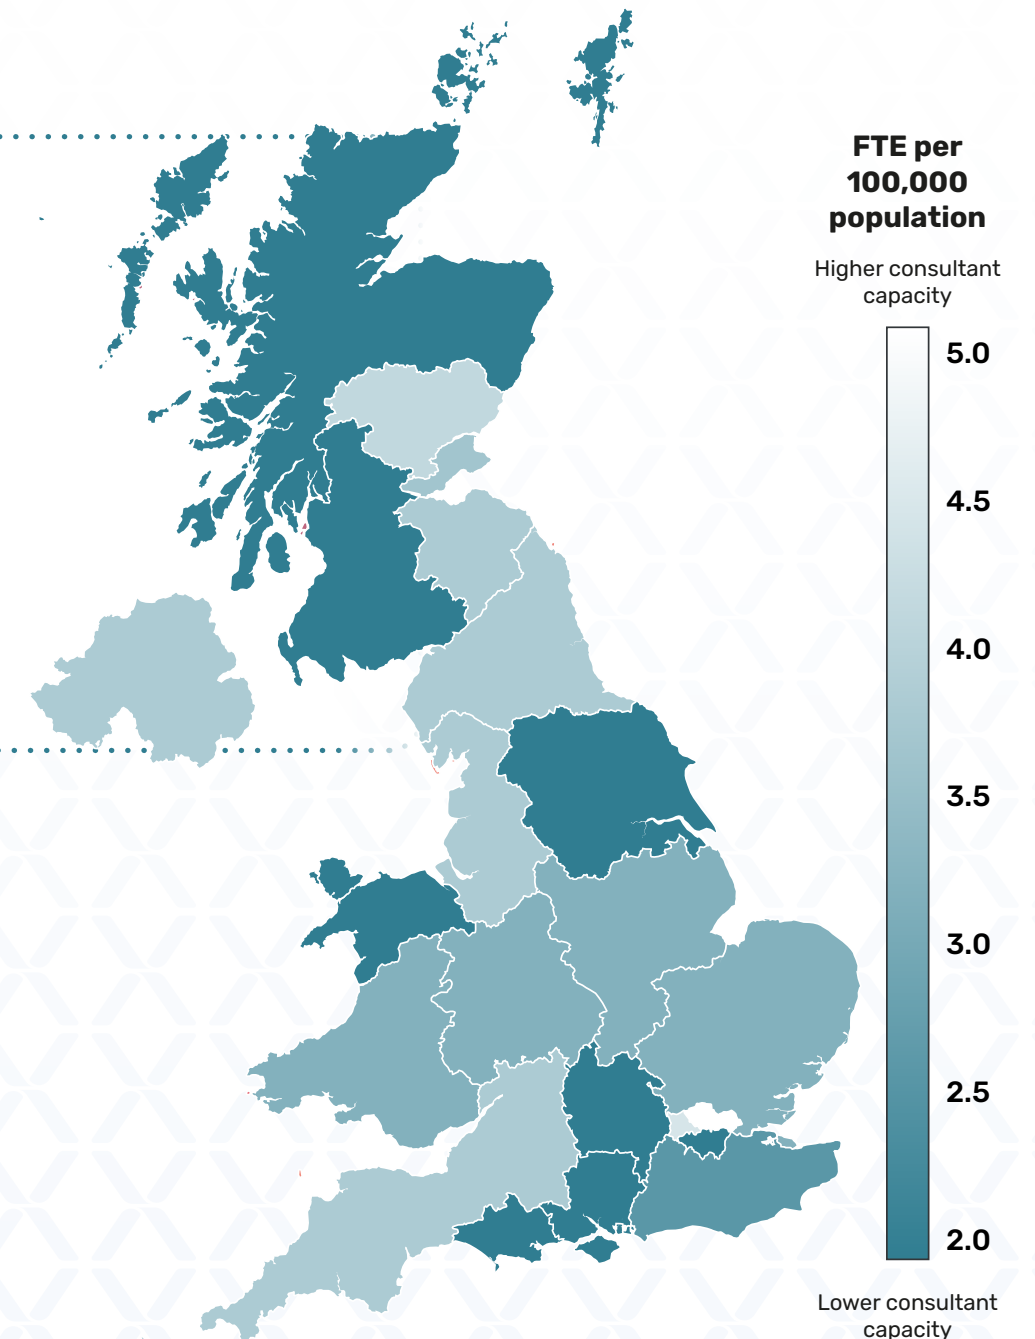 FTE per
100,000
population
Higher consultant
capacity
5.0
4.5
4.0
3.5
3.0
2.5
2.0
Lower consultant
capacity